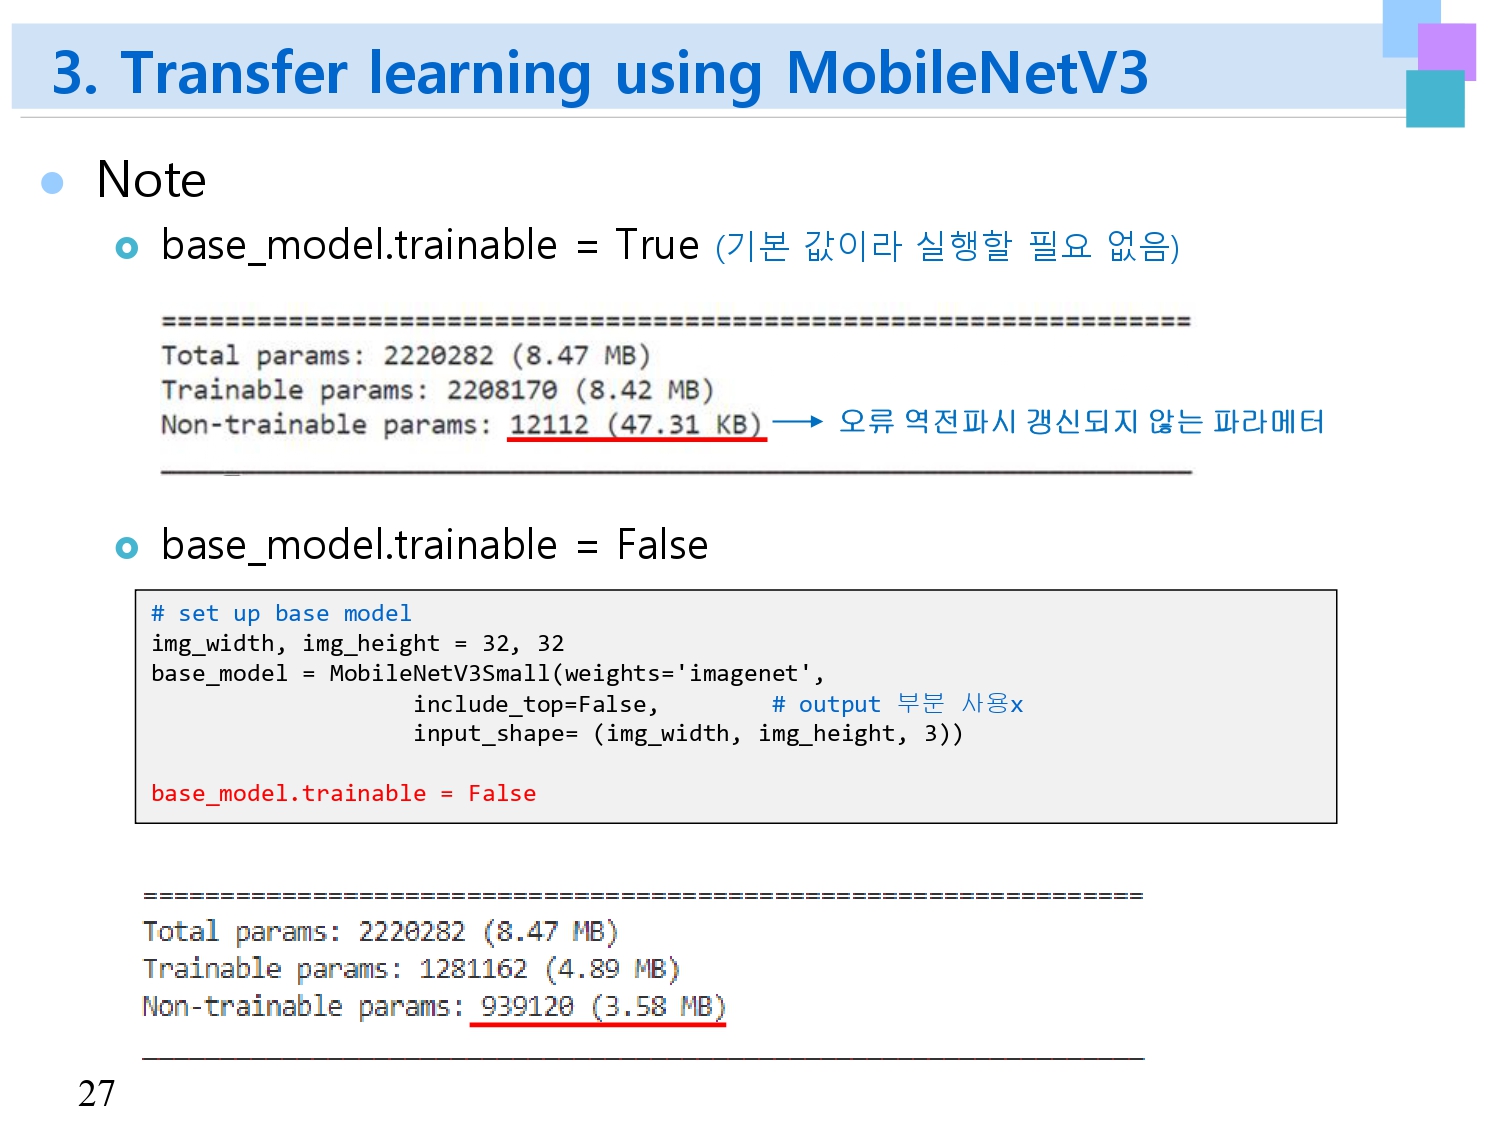 3. Transfer learning using MobileNetV3
Note
base_model.trainable = True (기본 값이라 실행할 필요 없음)
=================================================================
Total params: 2220282 (8.47 MB)
Trainable params: 2208170 (8.42 MB)
Non-trainable params: 12112 (47.31 KB) 오류 역전파시 갱신되지 않는 파라메터
base_model.trainable = False
# set up base model
img_width, img_height = 32, 32
base_model = MobileNetV3Small(weights='imagenet',
include_top=False, # output 부분 사용x
input_shape= (img_width, img_height, 3))
base_model.trainable = False
=================================================================
Total params: 2220282 (8.47 MB)
Trainable params: 1281162 (4.89 MB)
Non-trainable params: 939120 (3.58 MB)
27